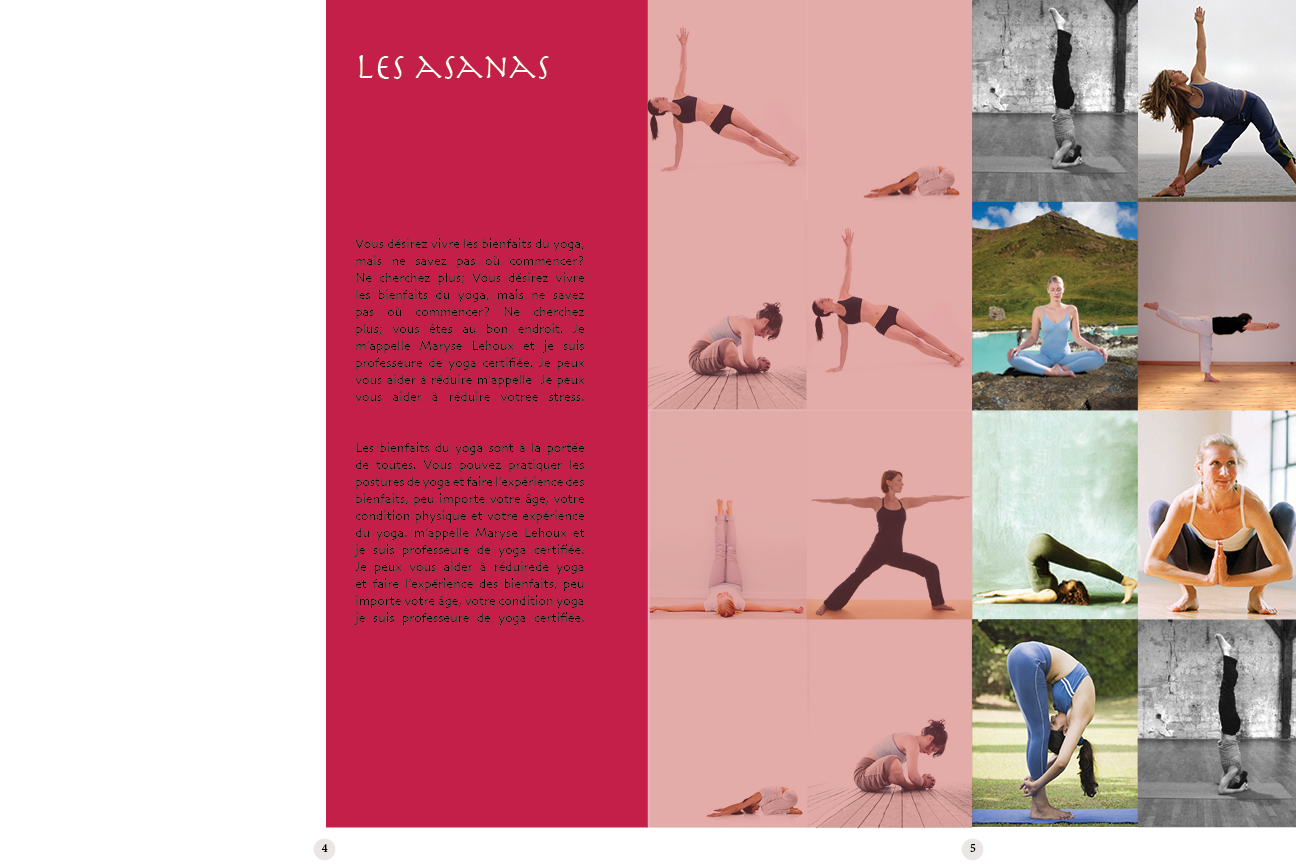 LES ASANAS
Vous désirez vivre les bienfaits du yoga,
mais ne savez pas où commencer?
Ne cherchez plus; Vous désirez vivre
les bienfaits du yoga, mais ne savez
pas où commencer? Ne cherchez
plus; vous êtes au bon endroit. Je
m'appelle Maryse Lehoux et je suis
professeure de yoga certifiée. Je peux
vous aider à réduire m'appelle Je peux
vous aider à réduire votree stress.
Les bienfaits du yoga sont à la portée
de toutes. Vous pouvez pratiquer les
postures de yoga et faire l'expérience des
bienfaits, peu importe votre âge, votre
condition physique et votre expérience
du yoga. m'appelle Maryse Lehoux et
je suis professeure de yoga certifiée.
Je peux vous aider à réduirede yoga
et faire l'expérience des bienfaits, peu
importe votre âge, votre condition yoga
je suis professeure de yoga certifiée.
4
5